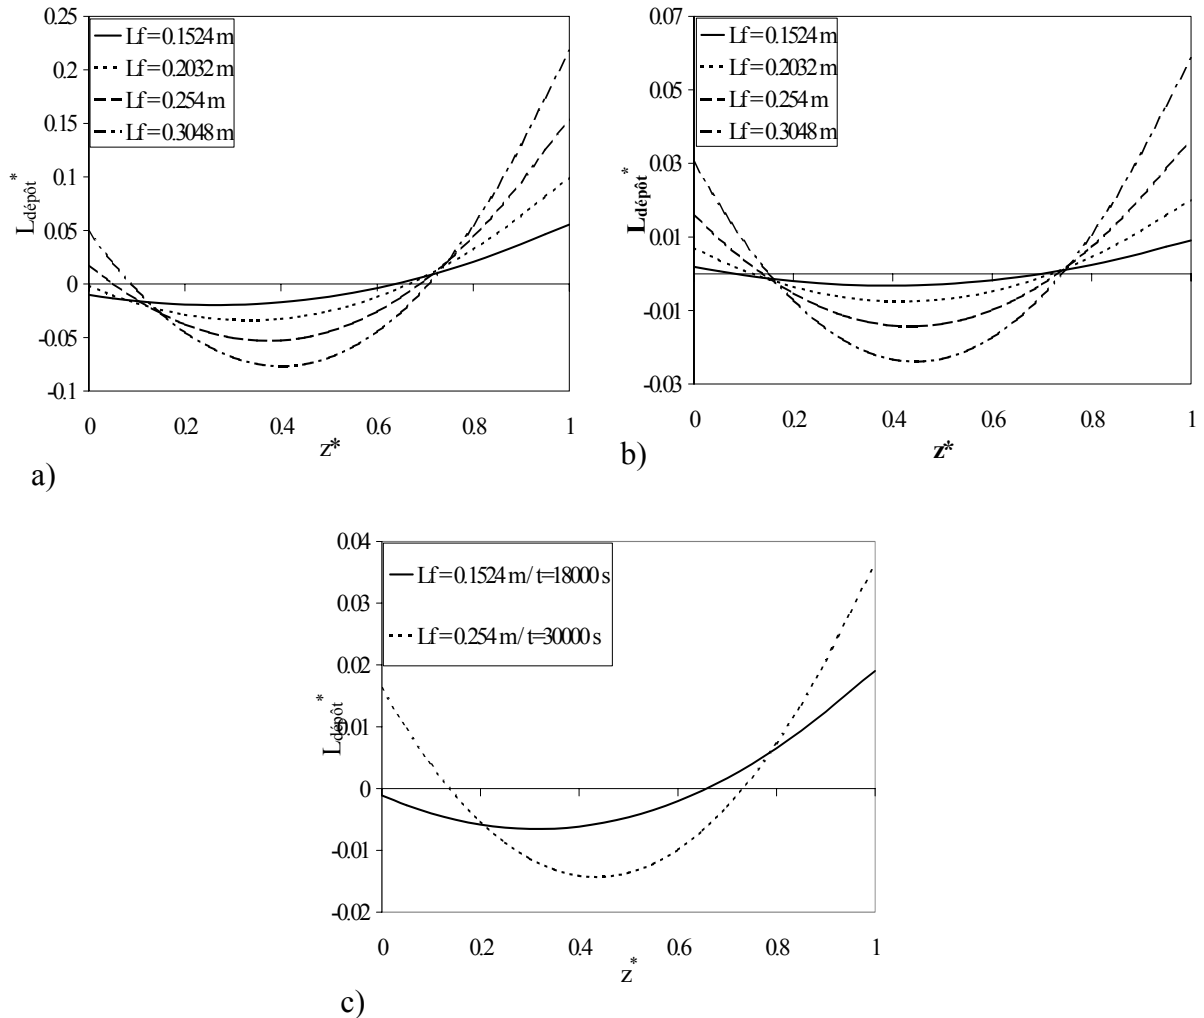 0.25
0.2
0.15
0.1
0.05
0
-0.05
-0.1
L dépôt*
Lf = 0.1524 m
Lf = 0.2032 m
Lf = 0.254 m
Lf = 0.3048 m
0 0.2 0.4 0.6 0.8 1
z*
a)
0.07
0.05
0.03
0.01
-0.01
-0.03
L dépôt*
Lf = 0.1524 m
Lf = 0.2032 m
Lf = 0.254 m
Lf = 0.3048 m
0 0.2 0.4 0.6 0.8 1
z*
b)
0.04
0.03
0.02
0.01
0
-0.01
-0.02
L dépôt*
Lf = 0.1524 m / t=18000 s
Lf = 0.254 m / t=30000 s
0 0.2 0.4 0.6 0.8 1
z*
c)